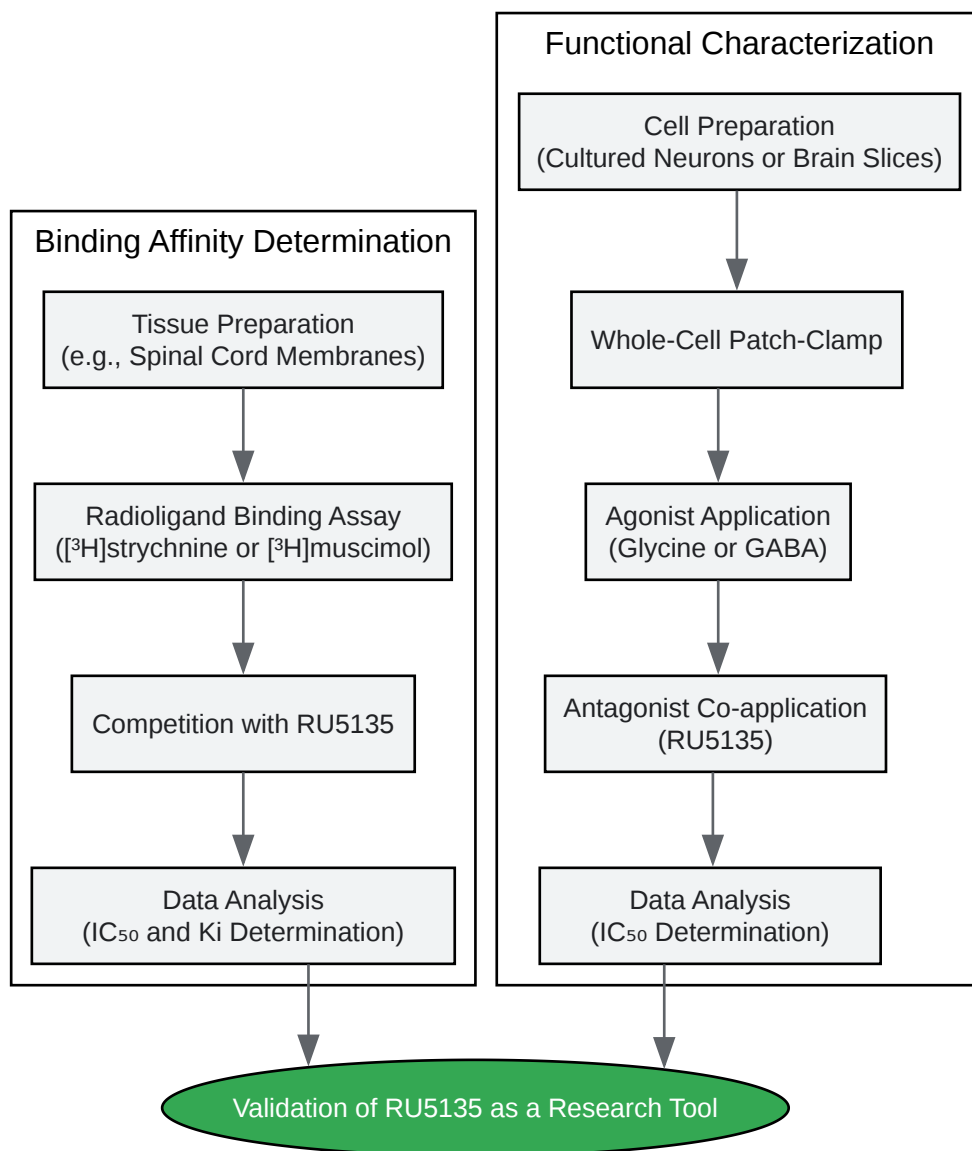 Functional Characterization
Cell Preparation
(Cultured Neurons or Brain Slices)
Whole-Cell Patch-Clamp
Agonist Application
(Glycine or GABA)
Antagonist Co-application
(RU5135)
Data Analysis
(IC₅₀ Determination)
Binding Affinity Determination
Tissue Preparation
(e.g., Spinal Cord Membranes)
Radioligand Binding Assay
([³H]strychnine or [³H]muscimol)
Competition with RU5135
Data Analysis
(IC₅₀ and Ki Determination)
Validation of RU5135 as a Research Tool